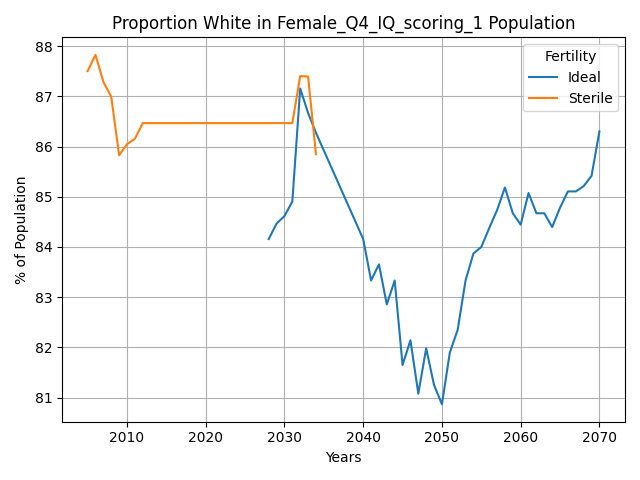 Proportion White in Female_Q4_IQ_scoring_1 Population
Fertility
Ideal
Sterile
% of Population
88
87
86
85
84
83
82
81
2010 2020 2030 2040 2050 2060 2070
Years